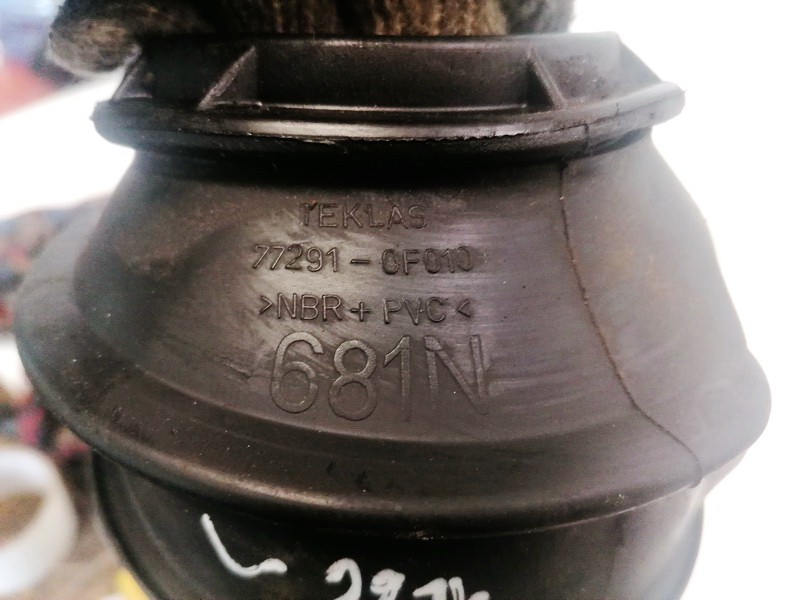 TEKLAS
77291-0F010
>NBR+PVC<
681N